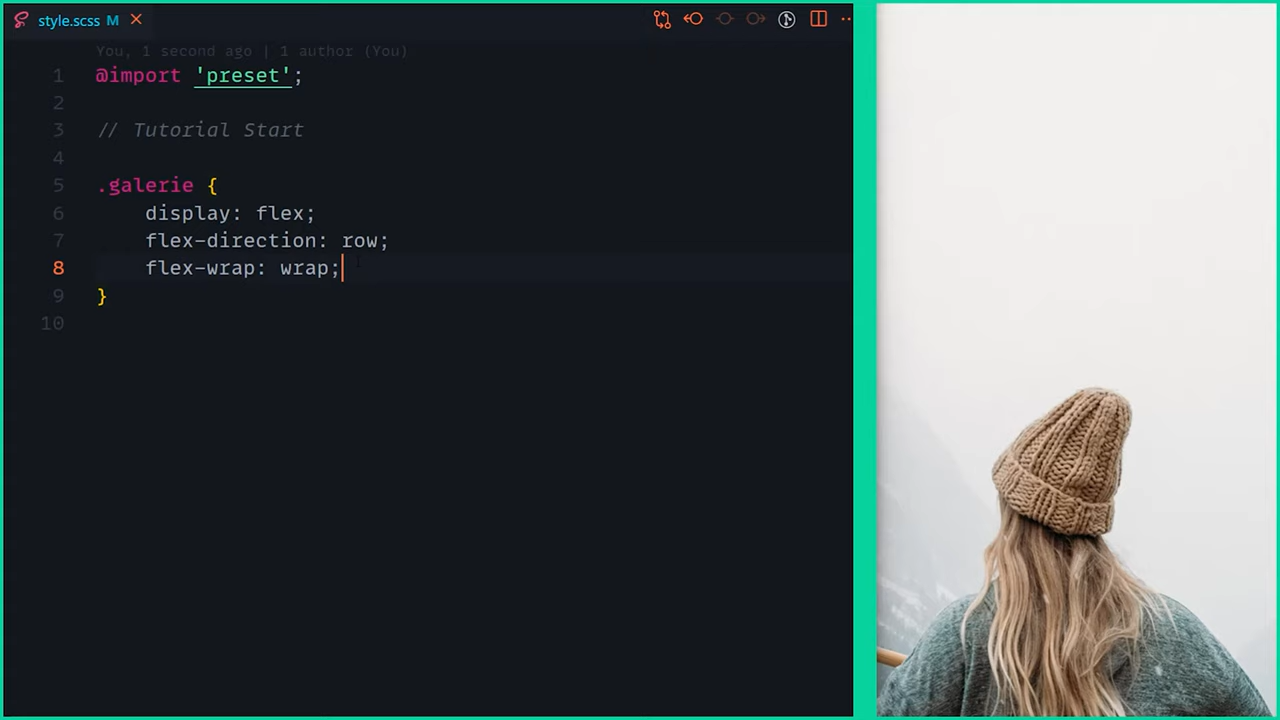 style.scss M
You, 1 second ago | 1 author (You)
1 @import 'preset';
2
3 // Tutorial Start
4
5 .galerie {
6 display: flex;
7 flex-direction: row;
8 flex-wrap: wrap;
9 }
10